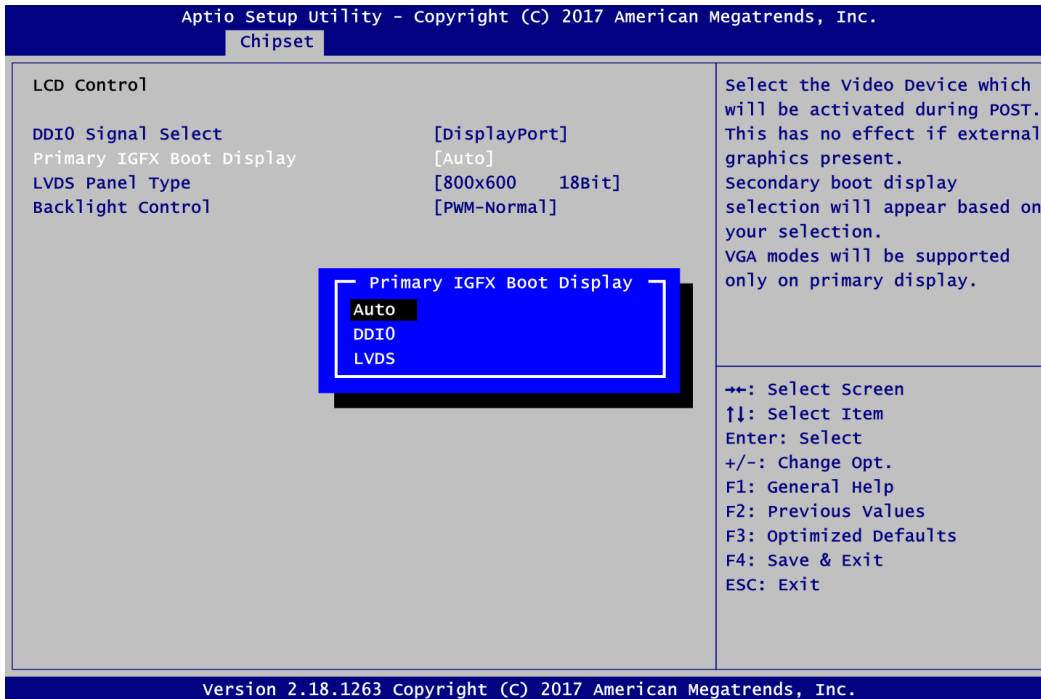 Aptio Setup Utility - Copyright (C) 2017 American Megatrends, Inc.
Chipset
LCD Control
DDI0 Signal Select [DisplayPort]
Primary IGFX Boot Display [Auto]
LVDS Panel Type [800x600 18Bit]
Backlight Control [PWM-Normal]
Primary IGFX Boot Display
Auto
DDI0
LVDS
Select the Video Device which
will be activated during POST.
This has no effect if external
graphics present.
Secondary boot display
selection will appear based on
your selection.
VGA modes will be supported
only on primary display.
→←: Select Screen
↑↓: Select Item
Enter: Select
+/-: Change Opt.
F1: General Help
F2: Previous Values
F3: Optimized Defaults
F4: Save & Exit
ESC: Exit
Version 2.18.1263 Copyright (C) 2017 American Megatrends, Inc.